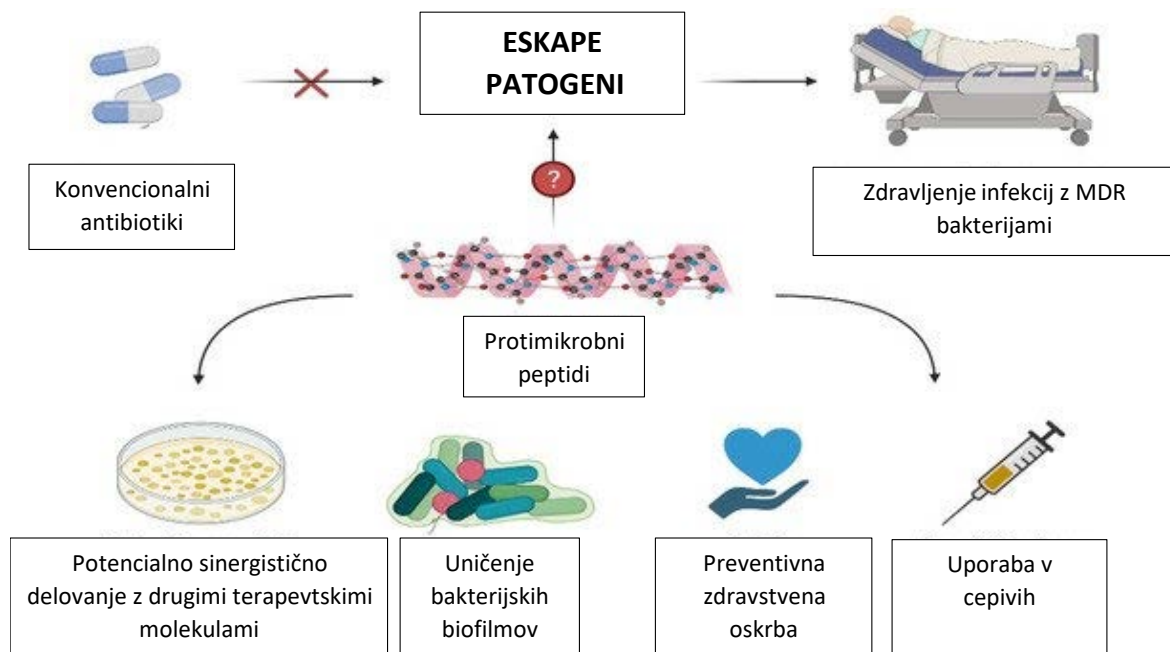 ESKAPE
PATOGENI
Konvencionalni
antibiotiki
Zdravljenje infekcij z MDR
bakterijami
?
Protimikrobni
peptidi
Potencialno sinergistično
delovanje z drugimi terapevtskimi
molekulami
Uničenje
bakterijskih
biofilmov
Preventivna
zdravstvena
oskrba
Uporaba v
cepivih